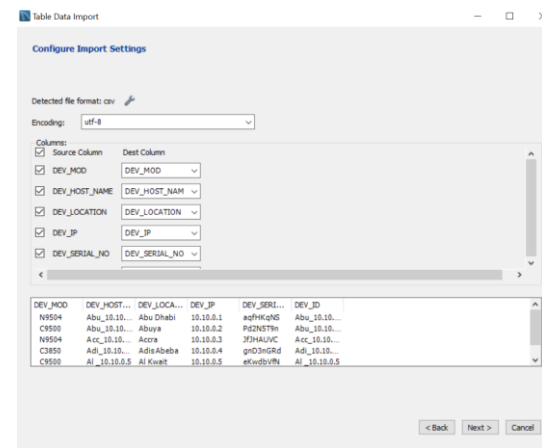 Table Data Import
Configure Import Settings
Detected file format: csv
Encoding: utf-8
Columns:
Source Column Dest Column
DEV_MOD DEV_MOD
DEV_HOST_NAME DEV_HOST_NAM
DEV_LOCATION DEV_LOCATION
DEV_IP DEV_IP
DEV_SERIAL_NO DEV_SERIAL_NO
DEV_MOD DEV_HOST... DEV_LOCA... DEV_IP DEV_SERI... DEV_ID
N9504 Abu_10.10.... Abu Dhabi 10.10.0.1 aqfHKqNS Abu_10.10....
C9500 Abu_10.10.... Abuya 10.10.0.2 Pd2N5T9n Abu_10.10....
N9504 Acc_10.10.... Accra 10.10.0.3 JfJHAUVC Acc_10.10....
C3850 Adi_10.10.... AdisAbeba 10.10.0.4 gnD3nGRd Adi_10.10....
C9500 Al _10.10.0.5 Al Kwait 10.10.0.5 eKwdbVfN Al _10.10.0.5
< Back Next > Cancel